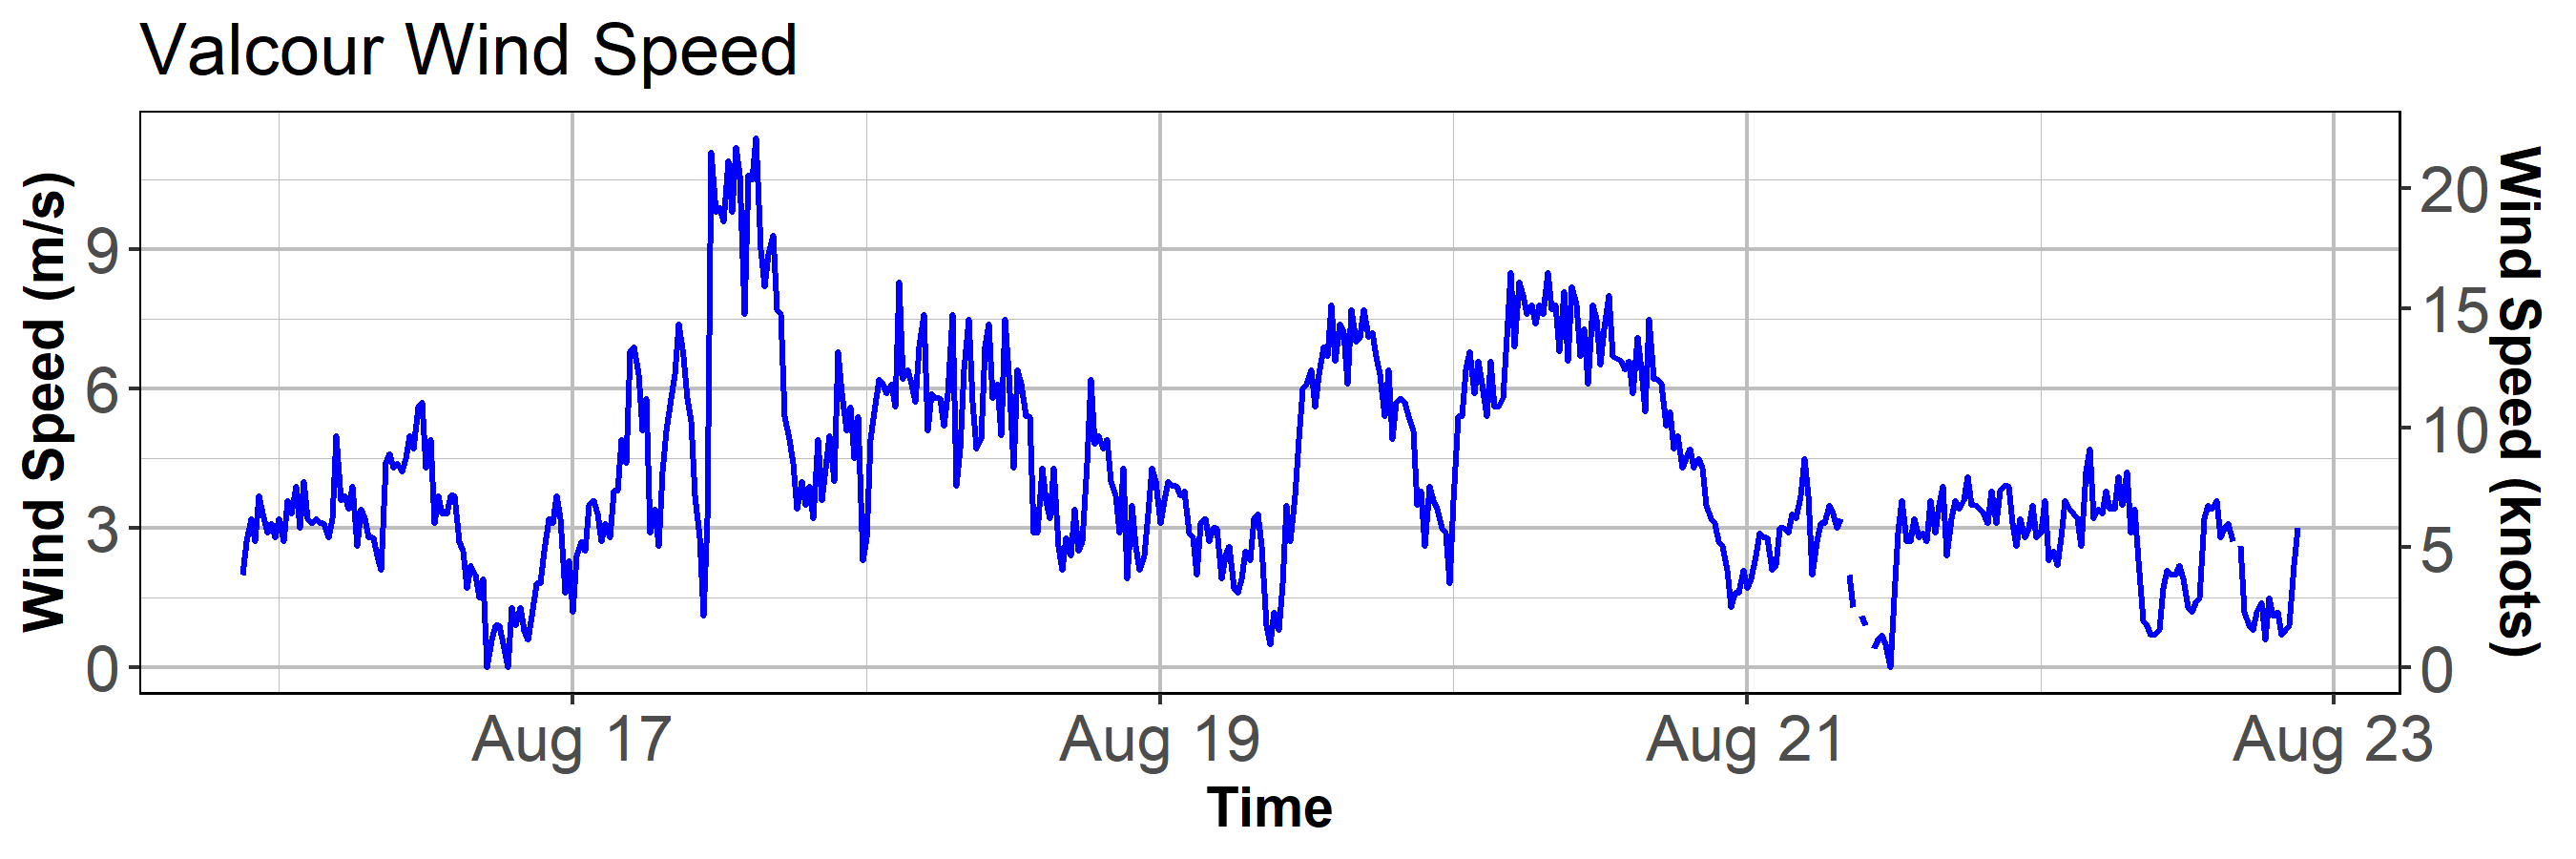 Valcour Wind Speed
Wind Speed (m/s)
9
6
3
0
20
15
10
5
0
Wind Speed (knots)
Aug 17
Aug 19
Aug 21
Aug 23
Time